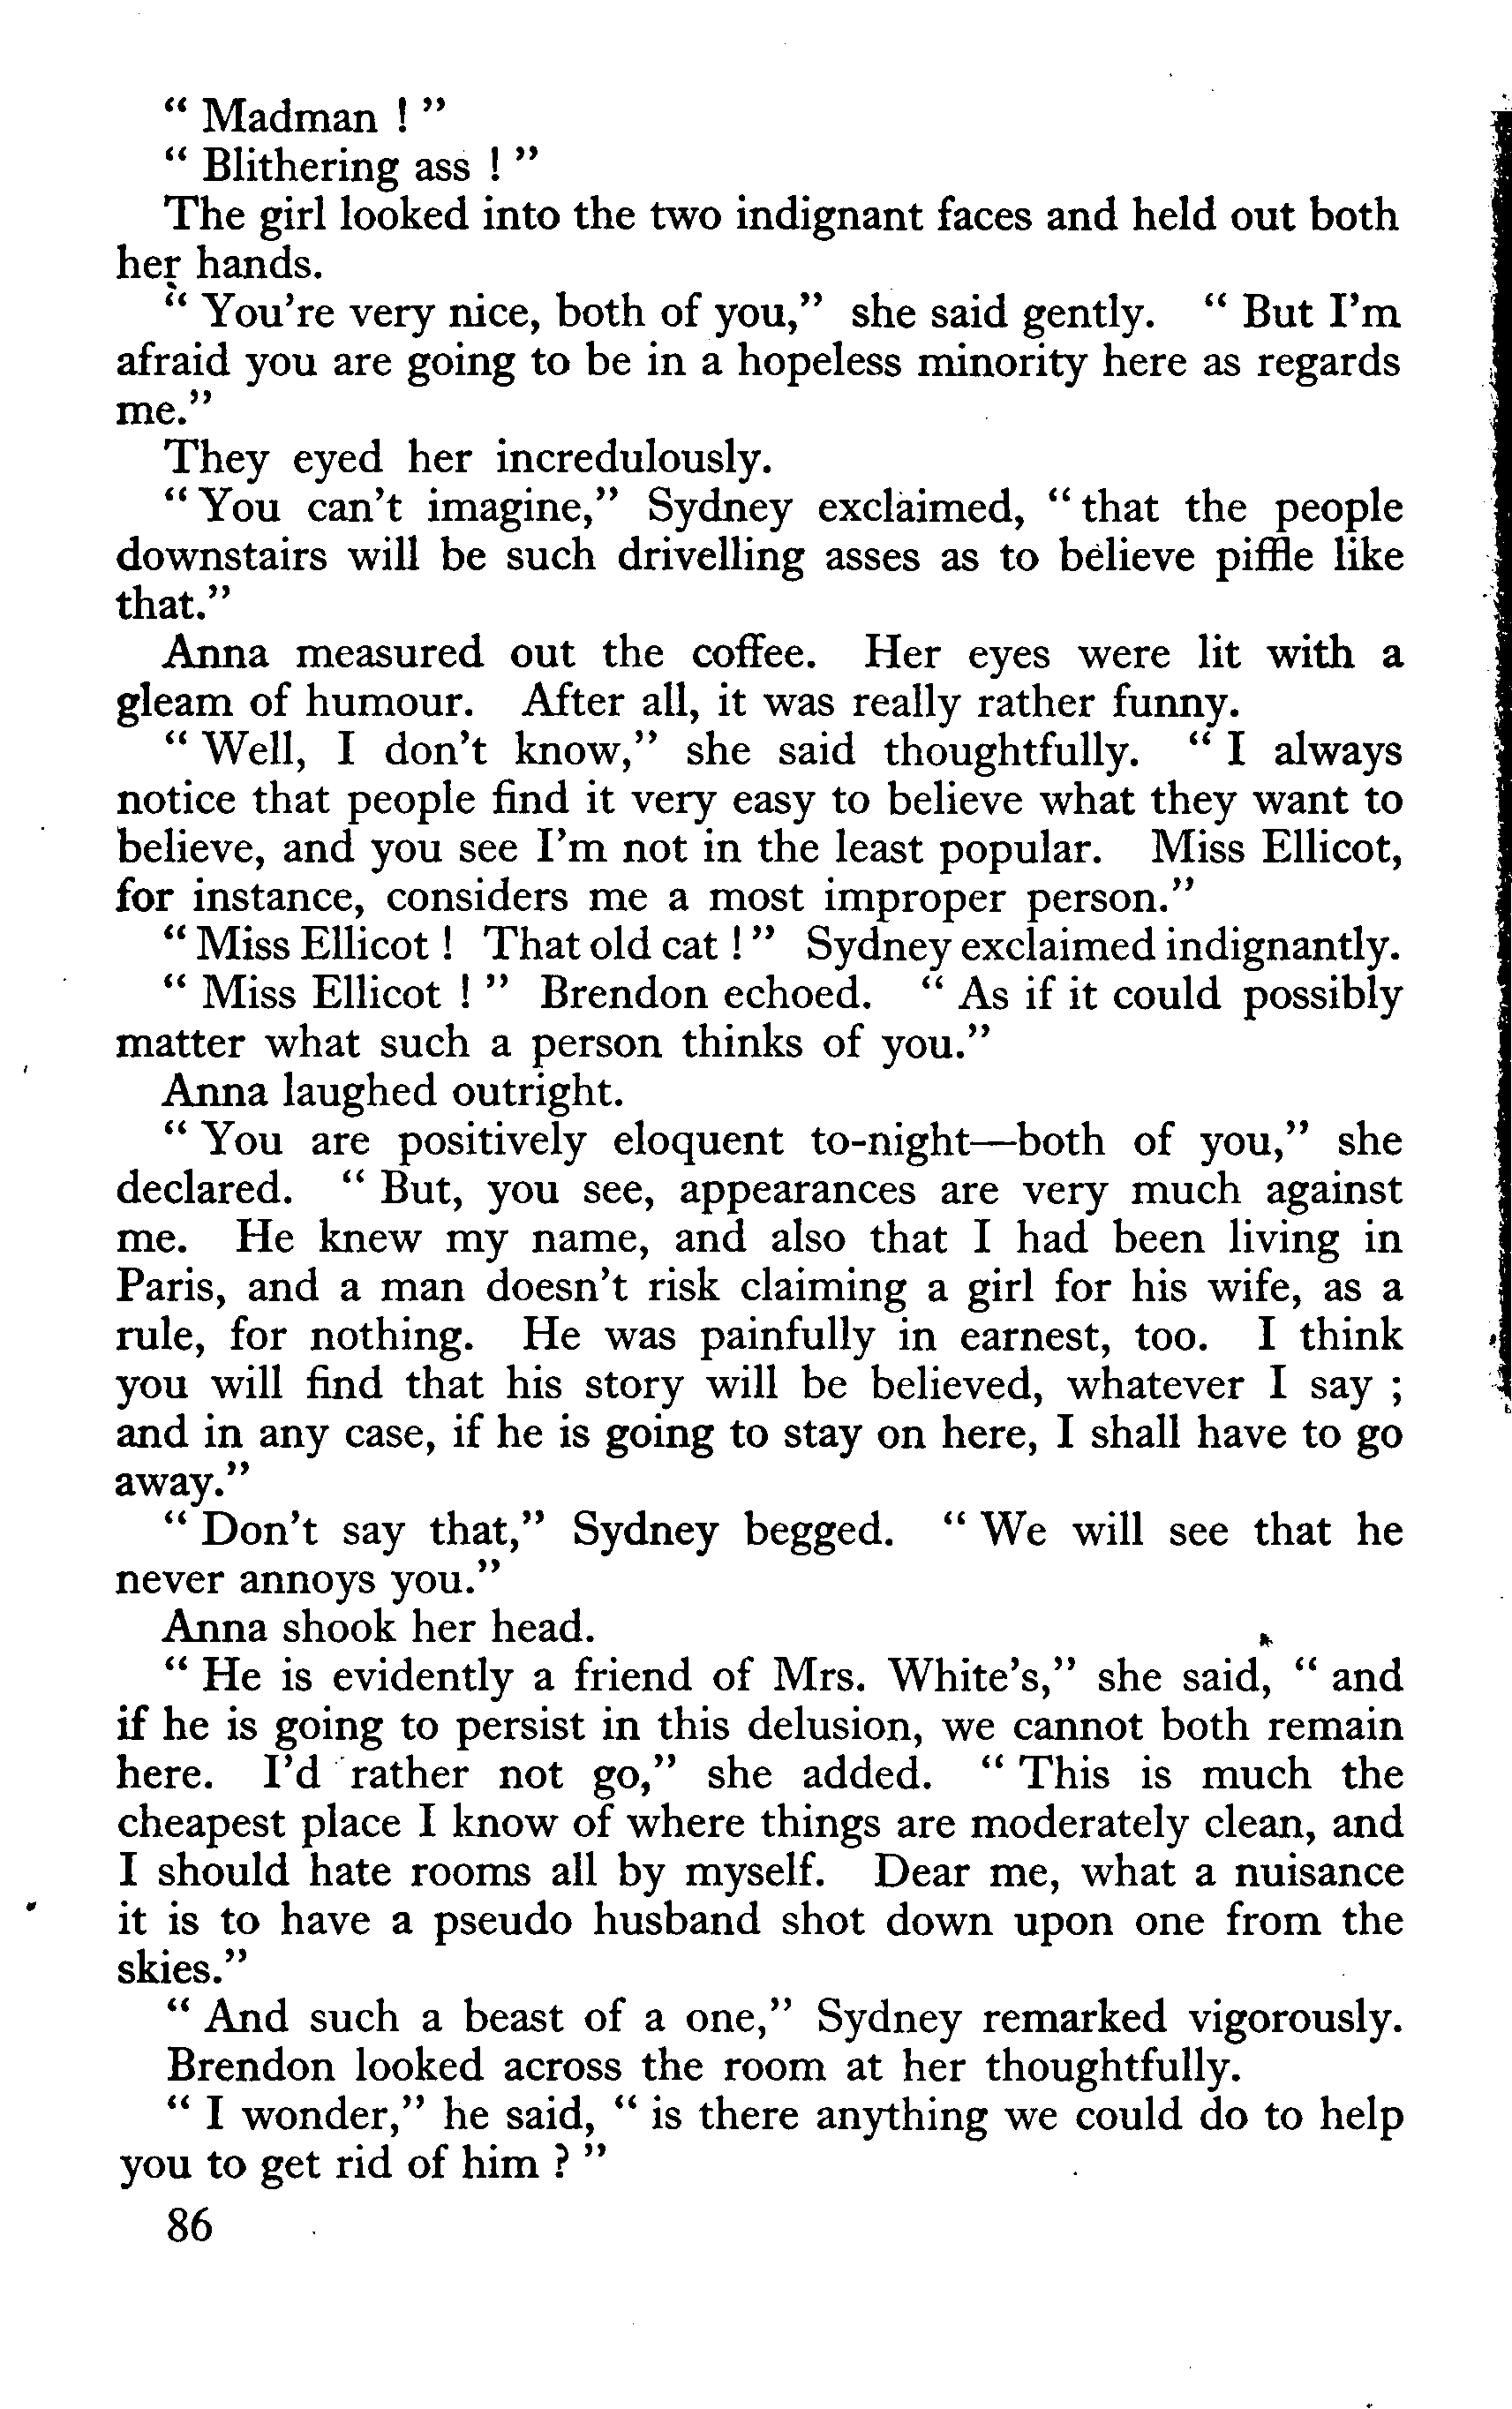 “ Madman ! ”
“ Blithering ass ! ”
The girl looked into the two indignant faces and held out both
her hands.
“ You're very nice, both of you,” she said gently. “ But I'm
afraid you are going to be in a hopeless minority here as regards
me.”
They eyed her incredulously.
“ You can't imagine,” Sydney exclaimed, “ that the people
downstairs will be such drivelling asses as to believe piffle like
that.”
Anna measured out the coffee. Her eyes were lit with a
gleam of humour. After all, it was really rather funny.
“ Well, I don't know,” she said thoughtfully. “ I always
notice that people find it very easy to believe what they want to
believe, and you see I'm not in the least popular. Miss Ellicot,
for instance, considers me a most improper person.”
“ Miss Ellicot ! That old cat ! ” Sydney exclaimed indignantly.
“ Miss Ellicot ! ” Brendon echoed. “ As if it could possibly
matter what such a person thinks of you.”
Anna laughed outright.
“ You are positively eloquent to-night—both of you,” she
declared. “ But, you see, appearances are very much against
me. He knew my name, and also that I had been living in
Paris, and a man doesn't risk claiming a girl for his wife, as a
rule, for nothing. He was painfully in earnest, too. I think
you will find that his story will be believed, whatever I say ;
and in any case, if he is going to stay on here, I shall have to go
away.”
“ Don't say that,” Sydney begged. “ We will see that he
never annoys you.”
Anna shook her head.
“ He is evidently a friend of Mrs. White's,” she said, “ and
if he is going to persist in this delusion, we cannot both remain
here. I'd rather not go,” she added. “ This is much the
cheapest place I know of where things are moderately clean, and
I should hate rooms all by myself. Dear me, what a nuisance
it is to have a pseudo husband shot down upon one from the
skies.”
“ And such a beast of a one,” Sydney remarked vigorously.
Brendon looked across the room at her thoughtfully.
“ I wonder,” he said, “ is there anything we could do to help
you to get rid of him ? ”
86